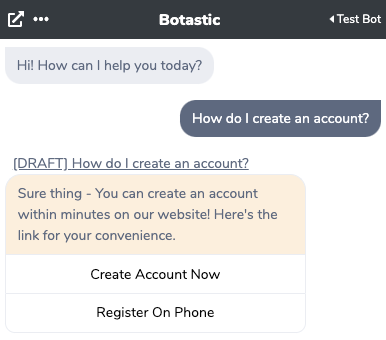 Botastic
Test Bot
Hi! How can I help you today?
How do I create an account?
[DRAFT] How do I create an account?
Sure thing - You can create an account
within minutes on our website! Here's the
link for your convenience.
Create Account Now
Register On Phone